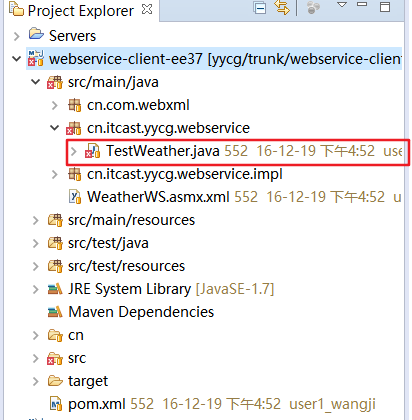 Project Explorer
Servers
webservice-client-ee37 [yycg/trunk/webservice-clien
src/main/java
cn.com.webxml
cn.itcast.yycg.webservice
TestWeather.java 552 16-12-19 下午4:52 use
cn.itcast.yycg.webservice.impl
WeatherWS.asmx.xml 552 16-12-19 下午4:52
src/main/resources
src/test/java
src/test/resources
JRE System Library [JavaSE-1.7]
Maven Dependencies
cn
src
target
pom.xml 552 16-12-19 下午4:52 user1_wangji